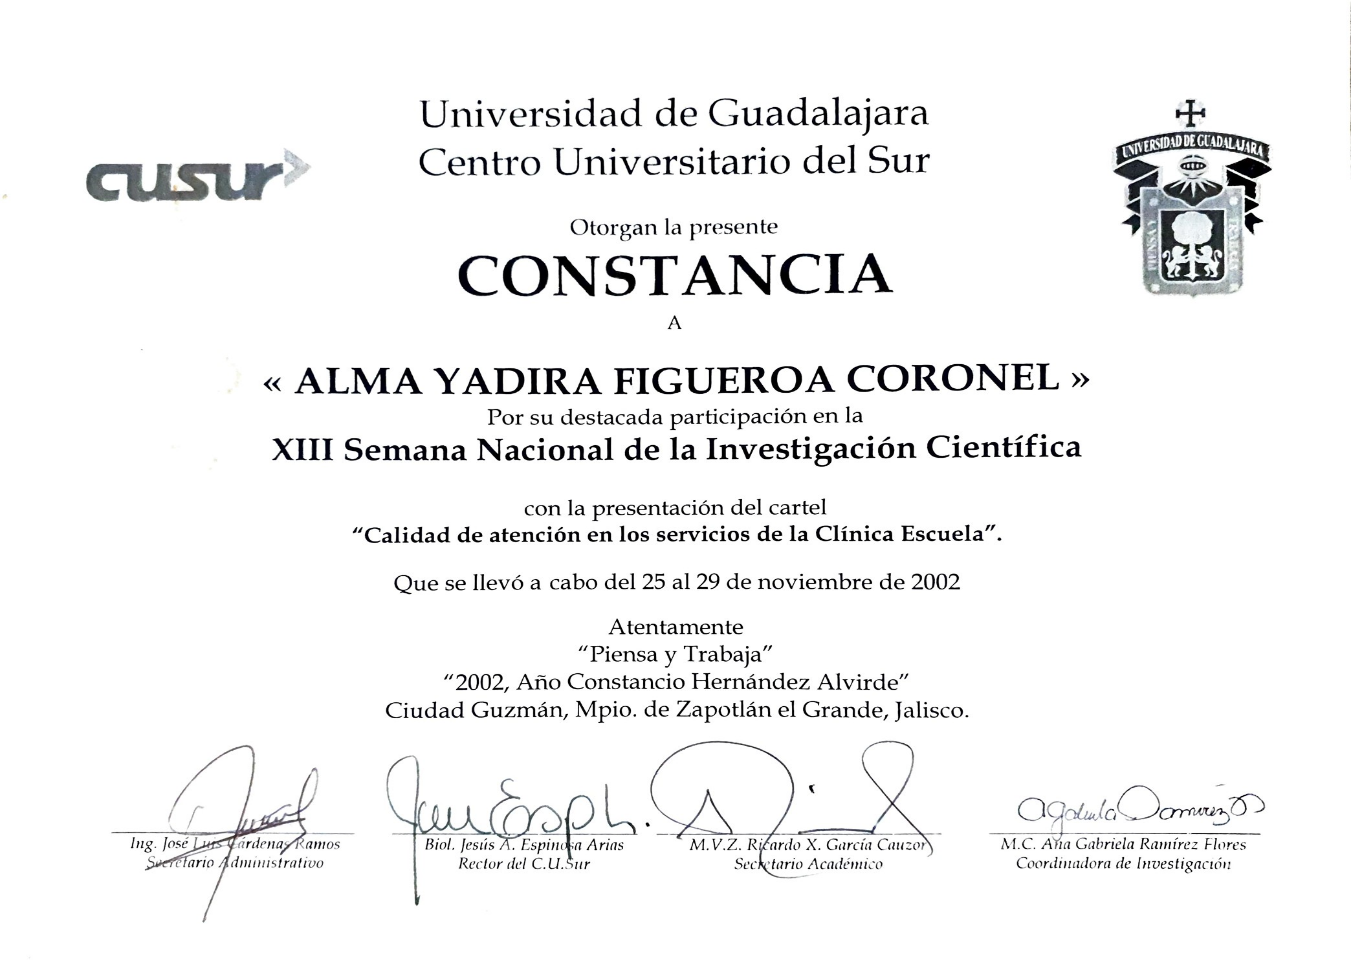 Universidad de Guadalajara
Centro Universitario del Sur
cusur
UNIVERSIDAD DE GUADALAJARA
PIENSA Y TRABAJA
Otorgan la presente
CONSTANCIA
A
« ALMA YADIRA FIGUEROA CORONEL »
Por su destacada participación en la
XIII Semana Nacional de la Investigación Científica
con la presentación del cartel
“Calidad de atención en los servicios de la Clínica Escuela”.
Que se llevó a cabo del 25 al 29 de noviembre de 2002
Atentamente
“Piensa y Trabaja”
“2002, Año Constancio Hernández Alvirde”
Ciudad Guzmán, Mpio. de Zapotlán el Grande, Jalisco.
Ing. José Luis Cárdenas Ramos
Secretario Administrativo
Biol. Jesús A. Espinosa Arias
Rector del C.U.Sur
M.V.Z. Ricardo X. García Cauzor
Secretario Académico
M.C. Ana Gabriela Ramírez Flores
Coordinadora de Investigación